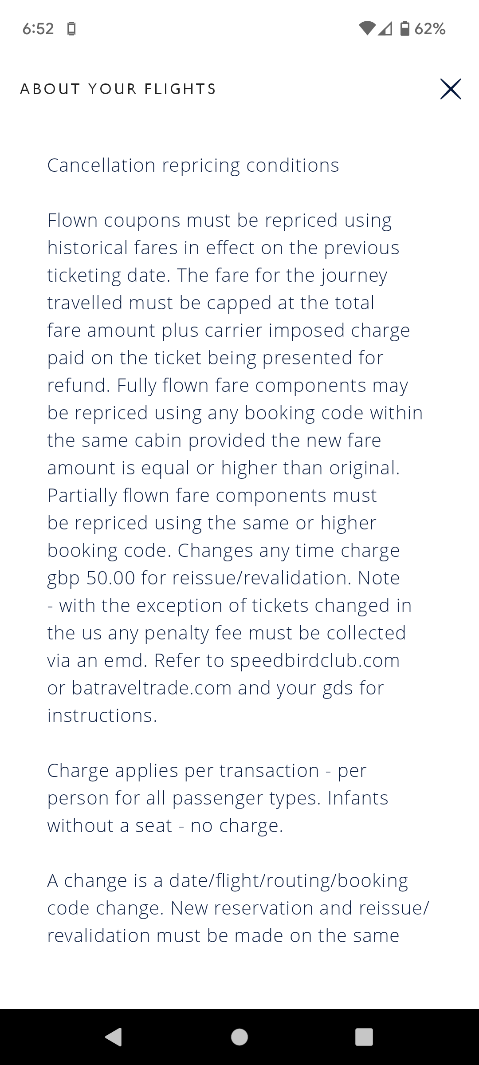 6:52
62%
ABOUT YOUR FLIGHTS
Cancellation repricing conditions
Flown coupons must be repriced using
historical fares in effect on the previous
ticketing date. The fare for the journey
travelled must be capped at the total
fare amount plus carrier imposed charge
paid on the ticket being presented for
refund. Fully flown fare components may
be repriced using any booking code within
the same cabin provided the new fare
amount is equal or higher than original.
Partially flown fare components must
be repriced using the same or higher
booking code. Changes any time charge
gbp 50.00 for reissue/revalidation. Note
- with the exception of tickets changed in
the us any penalty fee must be collected
via an emd. Refer to speedbirdclub.com
or batraveltrade.com and your gds for
instructions.
Charge applies per transaction - per
person for all passenger types. Infants
without a seat - no charge.
A change is a date/flight/routing/booking
code change. New reservation and reissue/
revalidation must be made on the same